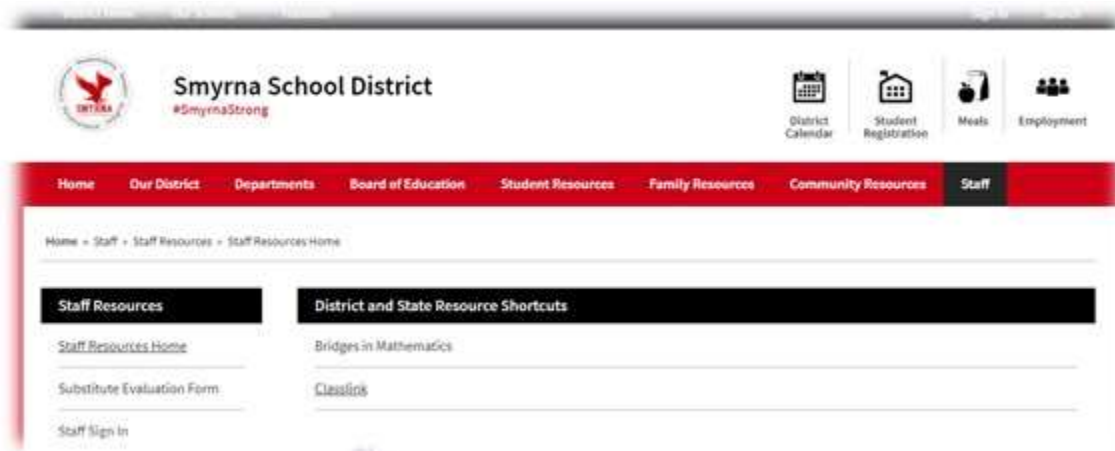 Smyrna School District
#SmyrnaStrong
SMYRNA
District
Calendar
Student
Registration
Meals
Employment
Home Our District Departments Board of Education Student Resources Family Resources Community Resources Staff
Home » Staff » Staff Resources » Staff Resources Home
Staff Resources
Staff Resources Home
Substitute Evaluation Form
Staff Sign In
District and State Resource Shortcuts
Bridges in Mathematics
Classlink